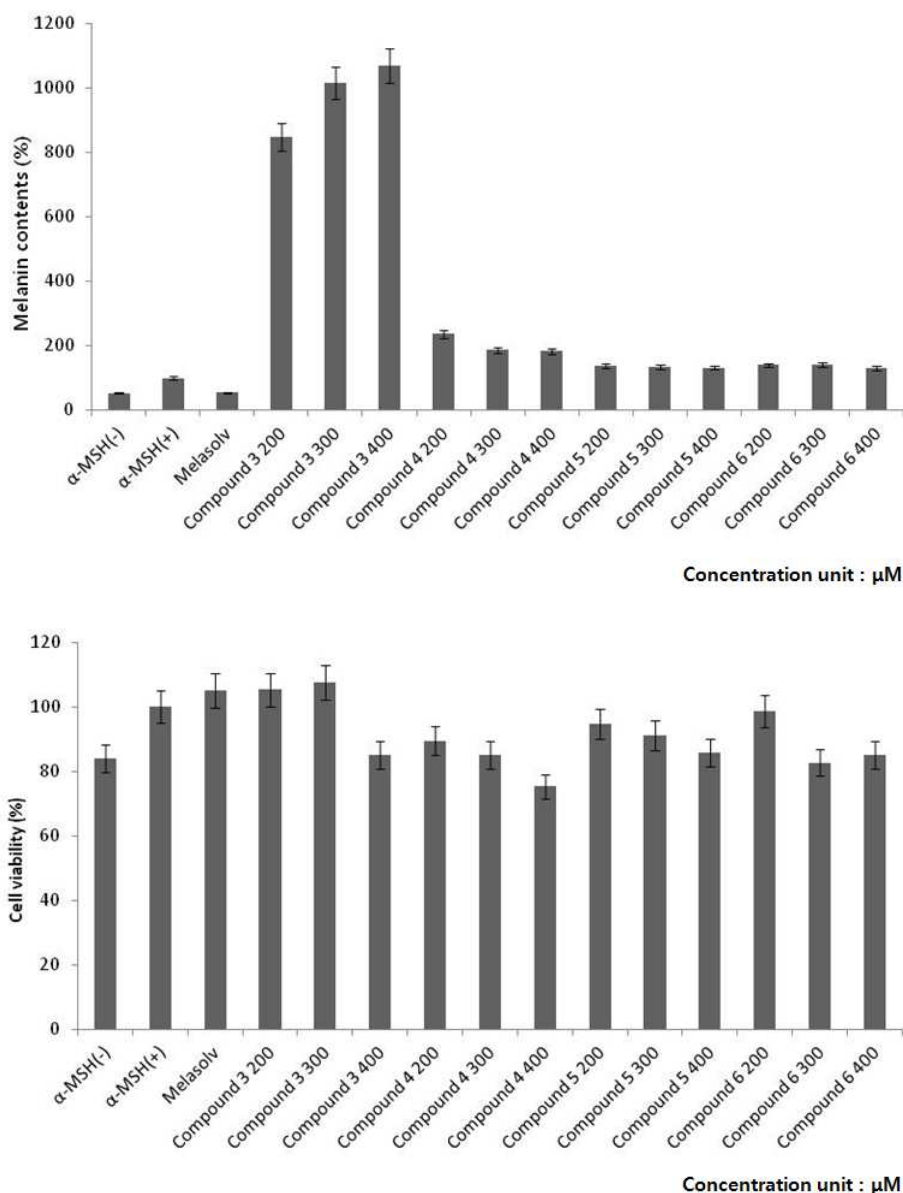 Melanin contents (%)
1200
1000
800
600
400
200
0
α-MSH(-)
α-MSH(+)
Melasolv
Compound 3 200
Compound 3 300
Compound 3 400
Compound 4 200
Compound 4 300
Compound 4 400
Compound 5 200
Compound 5 300
Compound 5 400
Compound 6 200
Compound 6 300
Compound 6 400
Concentration unit : μM
Cell viability (%)
120
100
80
60
40
20
0
α-MSH(-)
α-MSH(+)
Melasolv
Compound 3 200
Compound 3 300
Compound 3 400
Compound 4 200
Compound 4 300
Compound 4 400
Compound 5 200
Compound 5 300
Compound 5 400
Compound 6 200
Compound 6 300
Compound 6 400
Concentration unit : μM